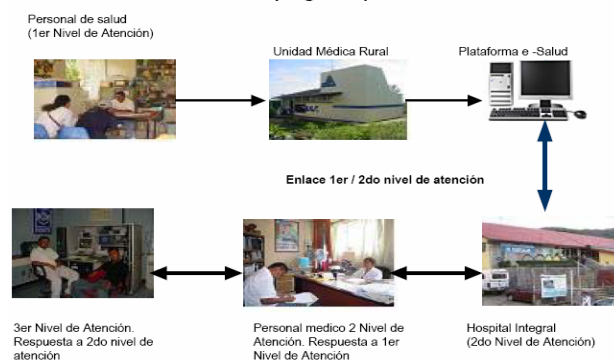 Personal de salud
(1er Nivel de Atención)
Unidad Médica Rural
Plataforma e -Salud
Enlace 1er / 2do nivel de atención
3er Nivel de Atención.
Respuesta a 2do nivel de
atención
Personal medico 2 Nivel de
Atención. Respuesta a 1er
Nivel de Atención
Hospital Integral
(2do Nivel de Atención)